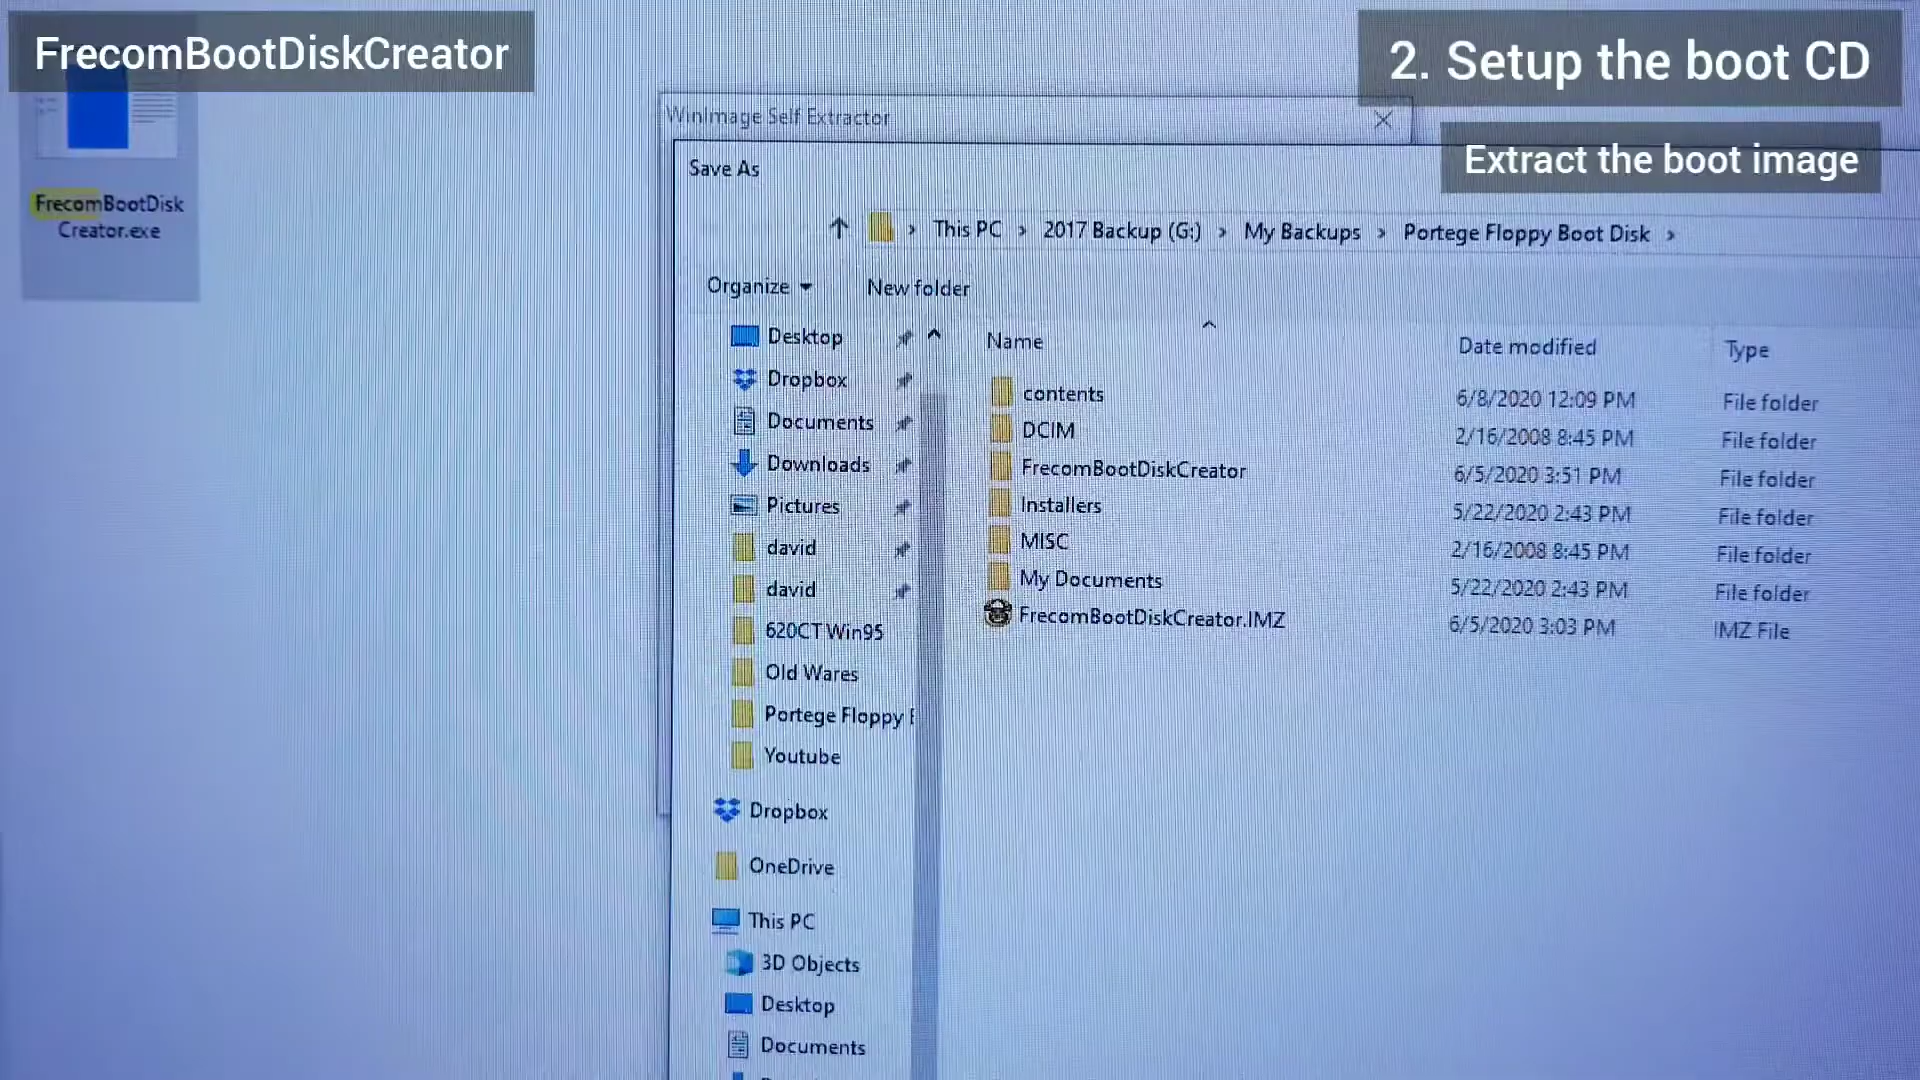 FrecomBootDiskCreator
2. Setup the boot CD
Extract the boot image
FrecomBootDisk
Creator.exe
WinImage Self Extractor
Save As
This PC > 2017 Backup (G:) > My Backups > Portege Floppy Boot Disk >
Organize
New folder
Desktop
Dropbox
Documents
Downloads
Pictures
david
david
620CT Win95
Old Wares
Portege Floppy
Youtube
Dropbox
OneDrive
This PC
3D Objects
Desktop
Documents
Name Date modified Type
contents 6/8/2020 12:09 PM File folder
DCIM 2/16/2008 8:45 PM File folder
FrecomBootDiskCreator 6/5/2020 3:51 PM File folder
Installers 5/22/2020 2:43 PM File folder
MISC 2/16/2008 8:45 PM File folder
My Documents 5/22/2020 2:43 PM File folder
FrecomBootDiskCreator.IMZ 6/5/2020 3:03 PM IMZ File